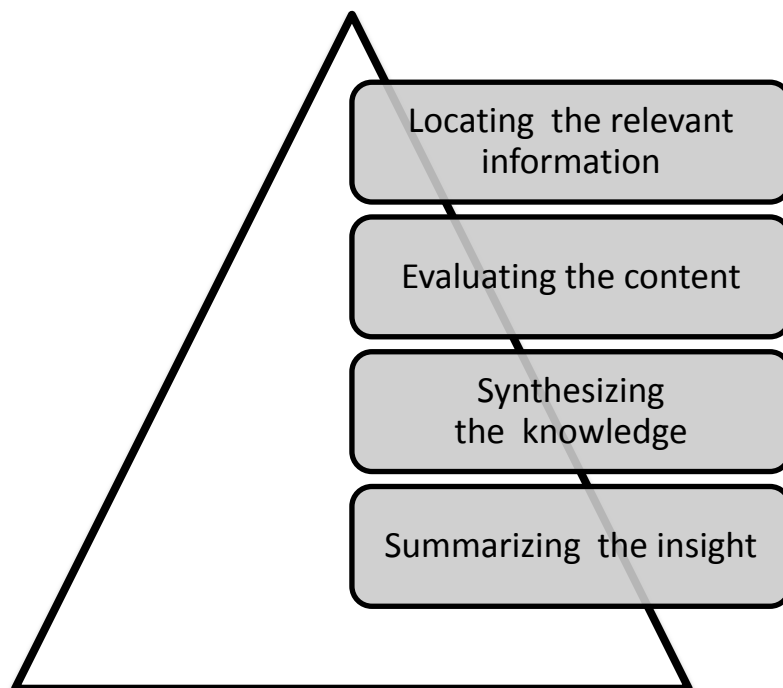 Locating the relevant
information
Evaluating the content
Synthesizing
the knowledge
Summarizing the insight